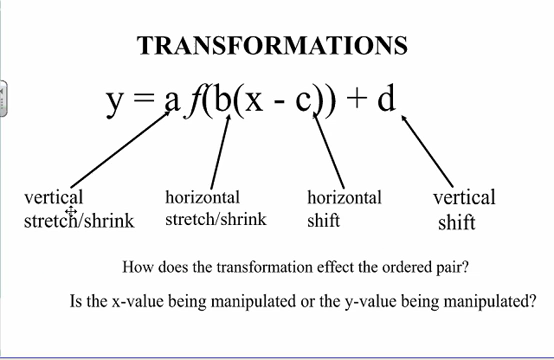 TRANSFORMATIONS
y = a f(b(x - c)) + d
vertical stretch/shrink
horizontal stretch/shrink
horizontal shift
vertical shift
How does the transformation effect the ordered pair?
Is the x-value being manipulated or the y-value being manipulated?